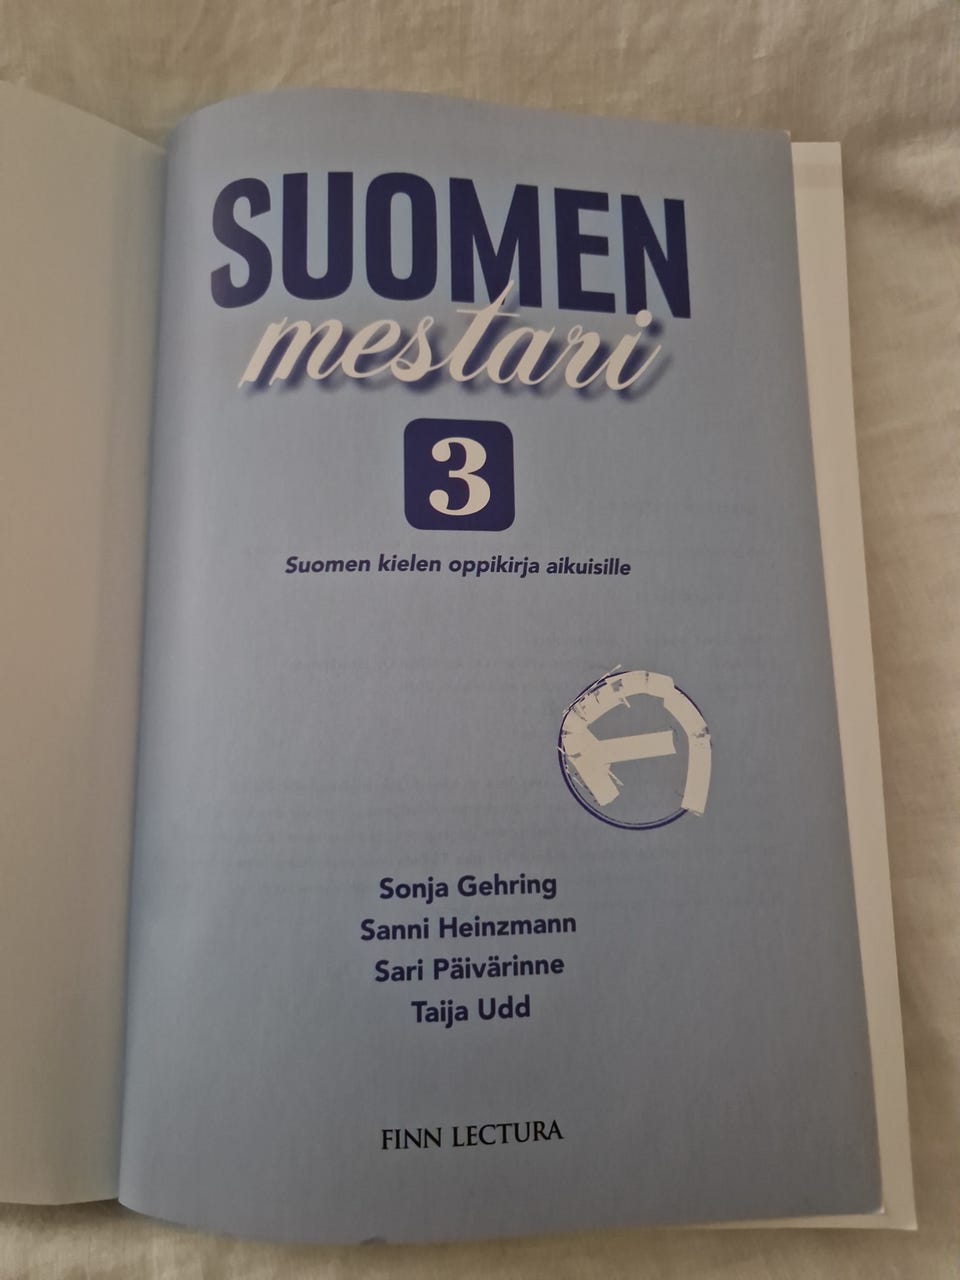 SUOMEN
mestari
3
Suomen kielen oppikirja aikuisille
Sonja Gehring
Sanni Heinzmann
Sari Päivärinne
Taija Udd
FINN LECTURA